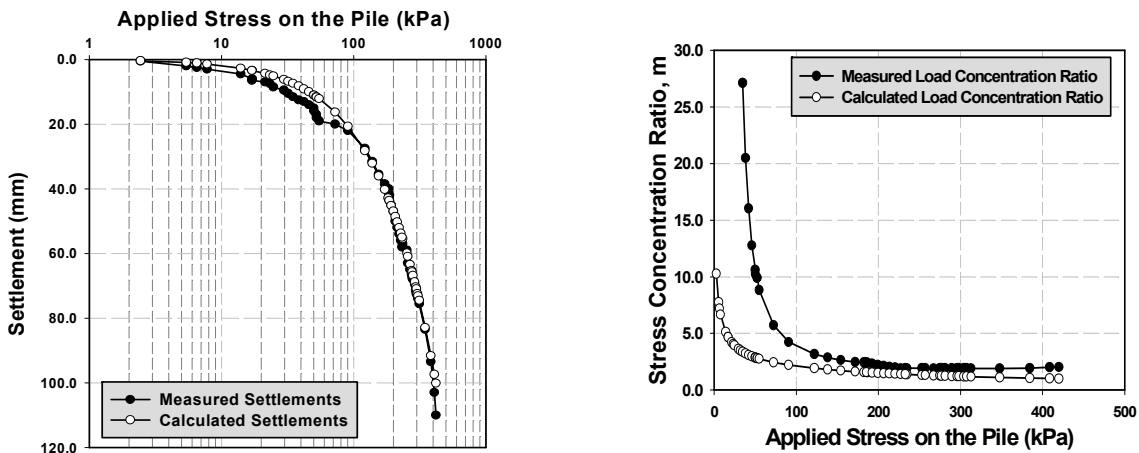 Applied Stress on the Pile (kPa)
1 10 100 1000
0.0
20.0
40.0
60.0
80.0
100.0
120.0
Settlement (mm)
Measured Settlements
Calculated Settlements
30.0
25.0
20.0
15.0
10.0
5.0
0.0
Stress Concentration Ratio, m
Measured Load Concentration Ratio
Calculated Load Concentration Ratio
0 100 200 300 400 500
Applied Stress on the Pile (kPa)